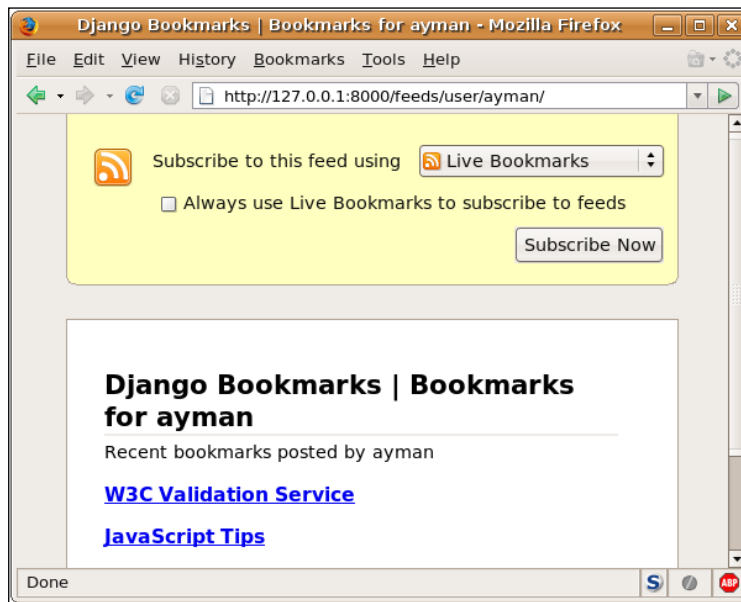 Django Bookmarks | Bookmarks for ayman - Mozilla Firefox
File Edit View History Bookmarks Tools Help
http://127.0.0.1:8000/feeds/user/ayman/
Subscribe to this feed using Live Bookmarks
Always use Live Bookmarks to subscribe to feeds
Subscribe Now
Django Bookmarks | Bookmarks
for ayman
Recent bookmarks posted by ayman
W3C Validation Service
JavaScript Tips
Done S ABP